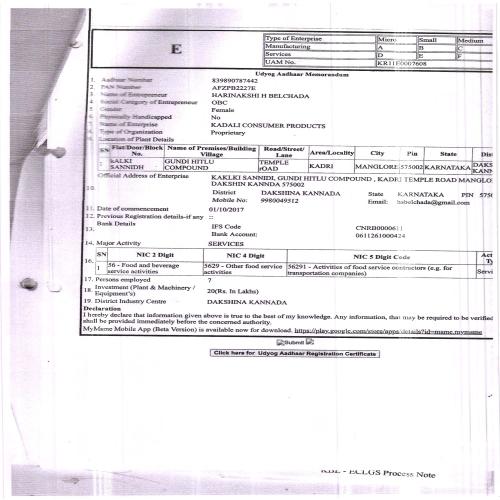 E
Type of Enterprise Micro Small Medium
Manufacturing A B C
Services D E F
UAM No. KR11E0007608
Udyog Aadhaar Memorandum
1. Aadhaar Number 839890787442
2. PAN Number AFZPB2227E
3. Name of Entrepreneur HARINAKSHI H BELCHADA
4. Social Category of Entrepreneur OBC
5. Gender Female
6. Physically Handicapped No
7. Name of Enterprise KADALI CONSUMER PRODUCTS
8. Type of Organization Proprietary
9. Location of Plant Details
SN Flat/Door/Block No. Name of Premises/Building Village Road/Street/ Lane Area/Locality City Pin State Dist
1 KALKI SANNIDH GUNDI HITLU COMPOUND TEMPLE rOAD KADRI MANGLORE 575002 KARNATAKA DAKS KANN
10. Official Address of Enterprise KAKLKI SANNIDI, GUNDI HITLU COMPOUND , KADRI TEMPLE ROAD MANGLO
DAKSHIN KANNDA 575002
District DAKSHINA KANNADA State KARNATAKA PIN 5750
Mobile No: 9980049512 Email: habelchada@gmail.com
11. Date of commencement 01/10/2017
12. Previous Registration details-if any ::
13. Bank Details IFS Code CNRB0000611
Bank Account: 0611261000424
14. Major Activity SERVICES
16. SN NIC 2 Digit NIC 4 Digit NIC 5 Digit Code Act Ty
1 56 - Food and beverage service activities 5629 - Other food service activities 56291 - Activities of food service contractors (e.g. for transportation companies) Servi
17. Persons employed 7
18. Investment (Plant & Machinery / Equipment's) 20(Rs. In Lakhs)
19. District Industry Centre DAKSHINA KANNADA
Declaration
I hereby declare that information given above is true to the best of my knowledge. Any information, that may be required to be verified
shall be provided immediately before the concerned authority.
MyMsme Mobile App (Beta Version) is available now for download. https://play.google.com/store/apps/details?id=msme.mymsme
Submit
Click here for Udyog Aadhaar Registration Certificate
KBL - ECLGS Process Note